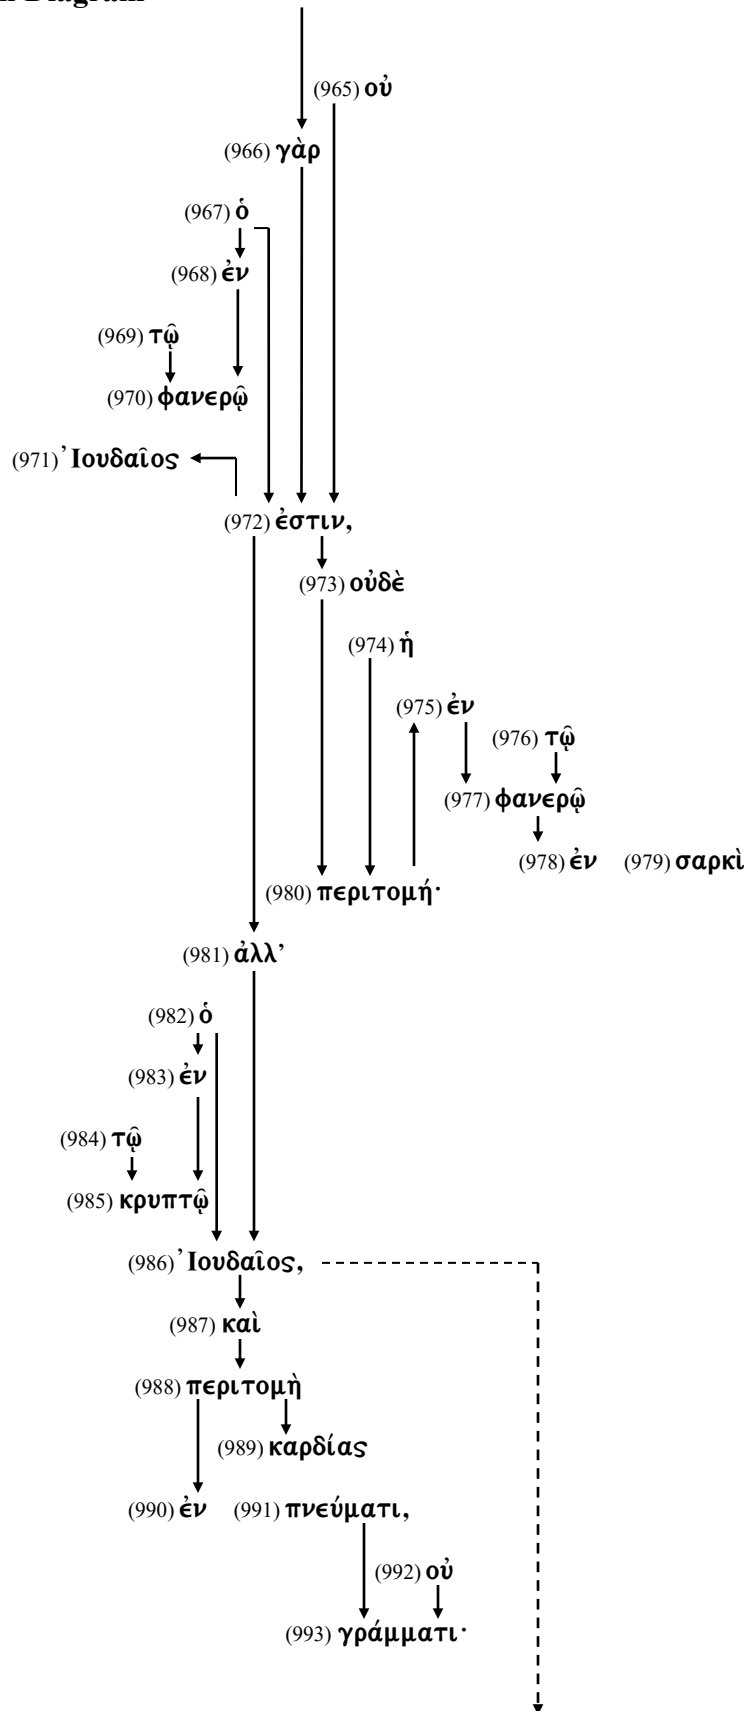 Diagram
(965) οὐ
(966) γὰρ
(967) ὁ
(968) ἐν
(969) τῷ
(970) φανερῷ
(971) Ἰουδαῖος
(972) ἐστιν,
(973) οὐδὲ
(974) ἡ
(975) ἐν
(976) τῷ
(977) φανερῷ
(978) ἐν (979) σαρκὶ
(980) περιτομή·
(981) ἀλλ’
(982) ὁ
(983) ἐν
(984) τῷ
(985) κρυπτῷ
(986) Ἰουδαῖος,
(987) καὶ
(988) περιτομὴ
(989) καρδίας
(990) ἐν (991) πνεύματι,
(992) οὐ
(993) γράμματι·